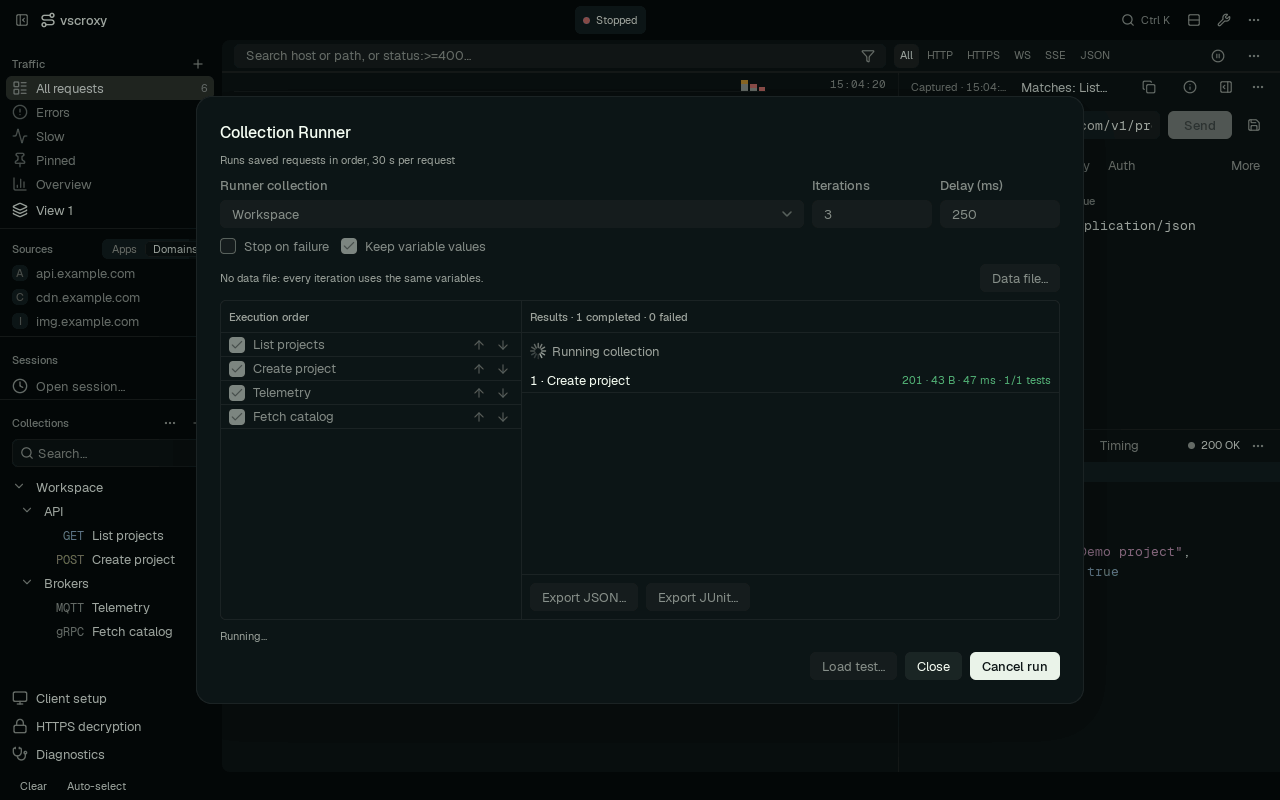 vscroxy
Stopped
Ctrl K
Traffic
All requests 6
Errors
Slow
Pinned
Overview
View 1
Search host or path, or status:>=400…
All HTTP HTTPS WS SSE JSON
15:04:20
Captured · 15:04:… Matches: List…
com/v1/pr Send
Auth More
plication/json
Sources Apps Domains
A api.example.com
C cdn.example.com
I img.example.com
Sessions
Open session…
Collections
Search…
Workspace
API
GET List projects
POST Create project
Brokers
MQTT Telemetry
gRPC Fetch catalog
Client setup
HTTPS decryption
Diagnostics
Clear Auto-select
Collection Runner
Runs saved requests in order, 30 s per request
Runner collection Iterations Delay (ms)
Workspace 3 250
Stop on failure Keep variable values
No data file: every iteration uses the same variables. Data file…
Execution order
List projects
Create project
Telemetry
Fetch catalog
Results · 1 completed · 0 failed
Running collection
1 · Create project 201 · 43 B · 47 ms · 1/1 tests
Export JSON… Export JUnit…
Running…
Load test… Close Cancel run
Timing 200 OK
Demo project",
true